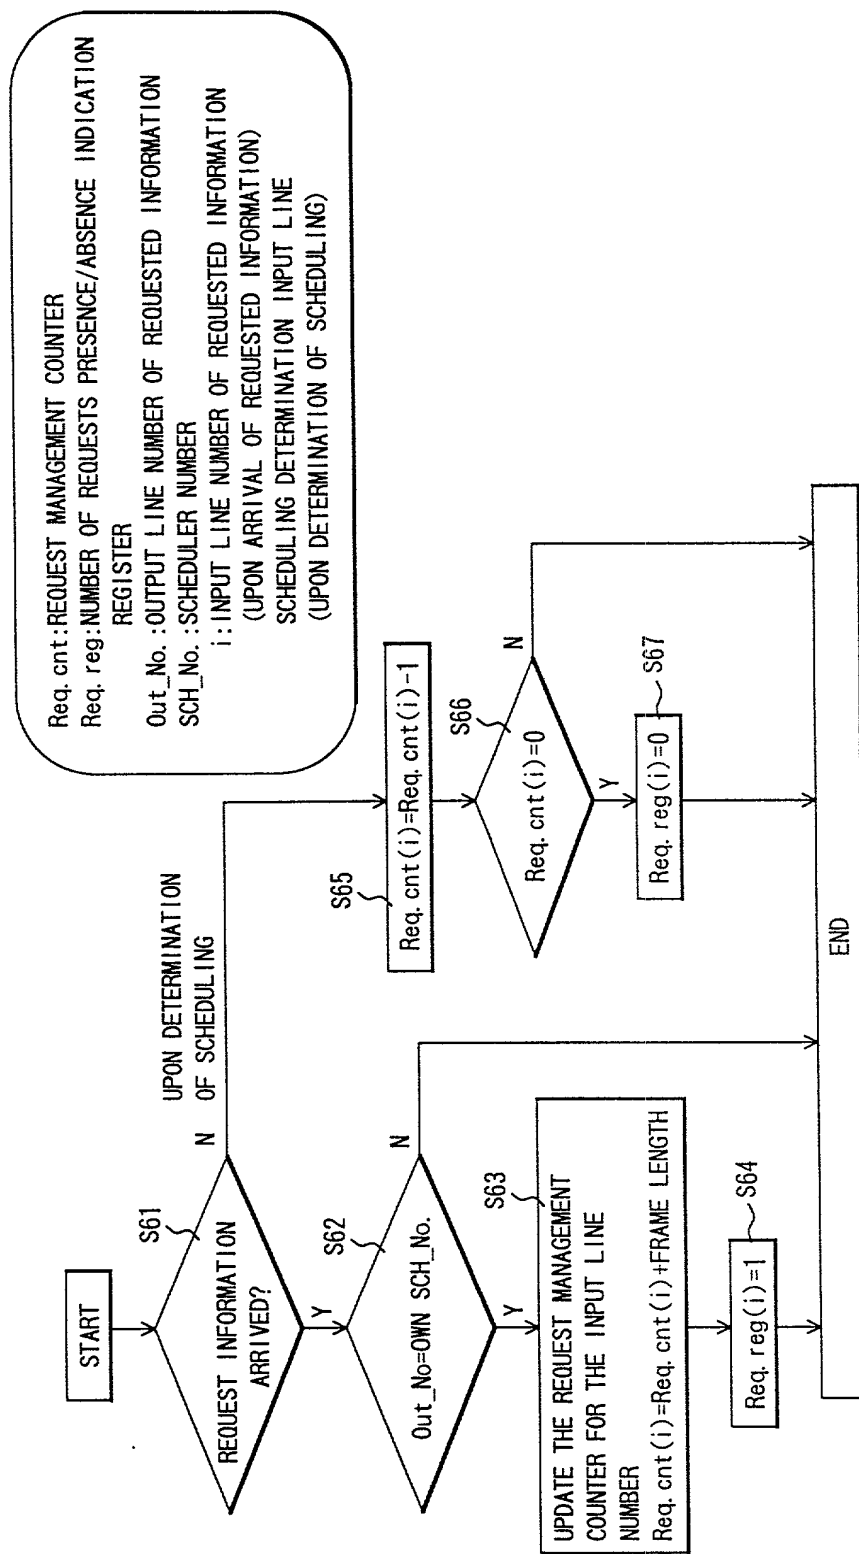 START
S61
REQUEST INFORMATION
ARRIVED?
N
UPON DETERMINATION
OF SCHEDULING
Y
S62
Out_No=OWN SCH_No.
N
Y
S63
UPDATE THE REQUEST MANAGEMENT
COUNTER FOR THE INPUT LINE
NUMBER
Req. cnt(i)=Req. cnt(i)+FRAME LENGTH
S64
Req. reg(i)=1
S65
Req. cnt(i)=Req. cnt(i)-1
S66
Req. cnt(i)=0
N
Y
S67
Req. reg(i)=0
END
Req. cnt:REQUEST MANAGEMENT COUNTER
Req. reg:NUMBER OF REQUESTS PRESENCE/ABSENCE INDICATION
REGISTER
Out_No.:OUTPUT LINE NUMBER OF REQUESTED INFORMATION
SCH_No.:SCHEDULER NUMBER
i:INPUT LINE NUMBER OF REQUESTED INFORMATION
(UPON ARRIVAL OF REQUESTED INFORMATION)
SCHEDULING DETERMINATION INPUT LINE
(UPON DETERMINATION OF SCHEDULING)